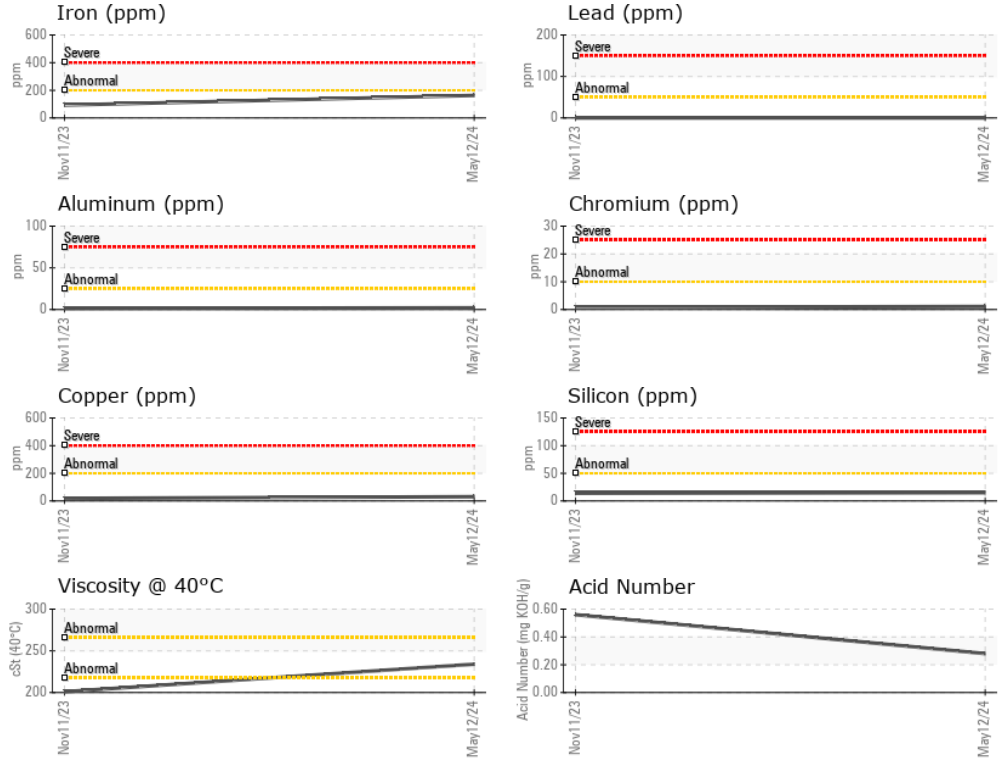 Iron (ppm)
600
400
200
0
ppm
Severe
Abnormal
Nov11/23
May12/24
Lead (ppm)
200
100
0
ppm
Severe
Abnormal
Nov11/23
May12/24
Aluminum (ppm)
100
50
0
ppm
Severe
Abnormal
Nov11/23
May12/24
Chromium (ppm)
30
20
10
0
ppm
Severe
Abnormal
Nov11/23
May12/24
Copper (ppm)
600
400
200
0
ppm
Severe
Abnormal
Nov11/23
May12/24
Silicon (ppm)
150
100
50
0
ppm
Severe
Abnormal
Nov11/23
May12/24
Viscosity @ 40°C
300
250
200
cSt (40°C)
Abnormal
Abnormal
Nov11/23
May12/24
Acid Number
0.60
0.40
0.20
0.00
Acid Number (mg KOH/g)
Nov11/23
May12/24